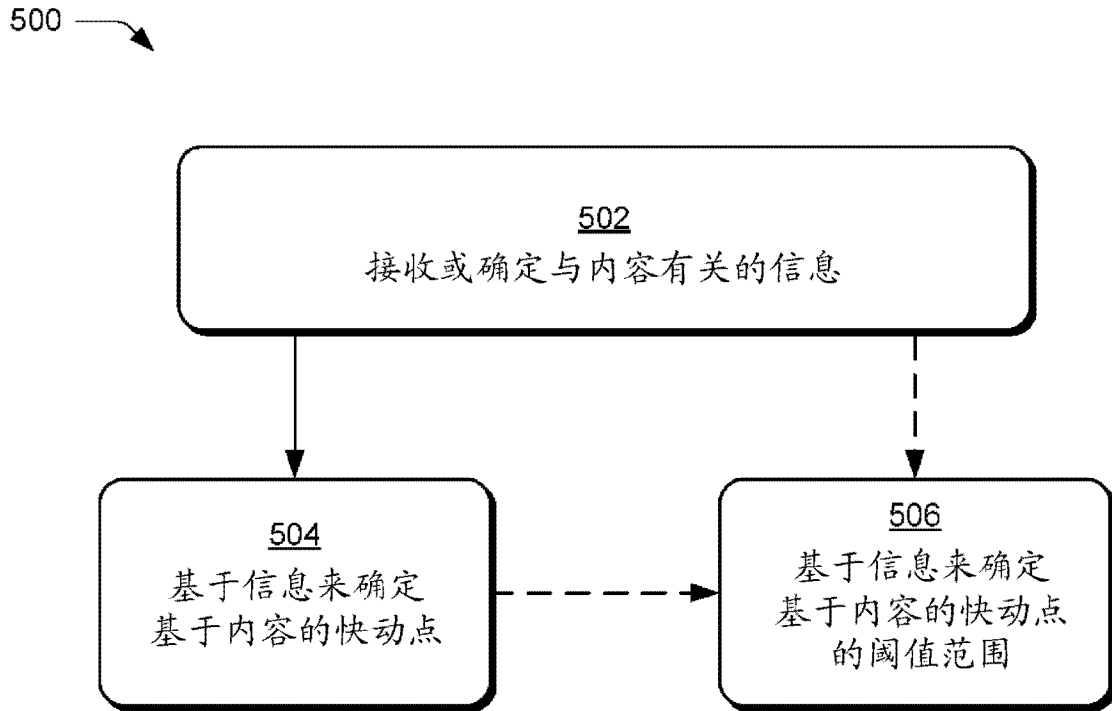 500
502
接收或确定与内容有关的信息
504
基于信息来确定
基于内容的快动点
506
基于信息来确定
基于内容的快动点
的阈值范围